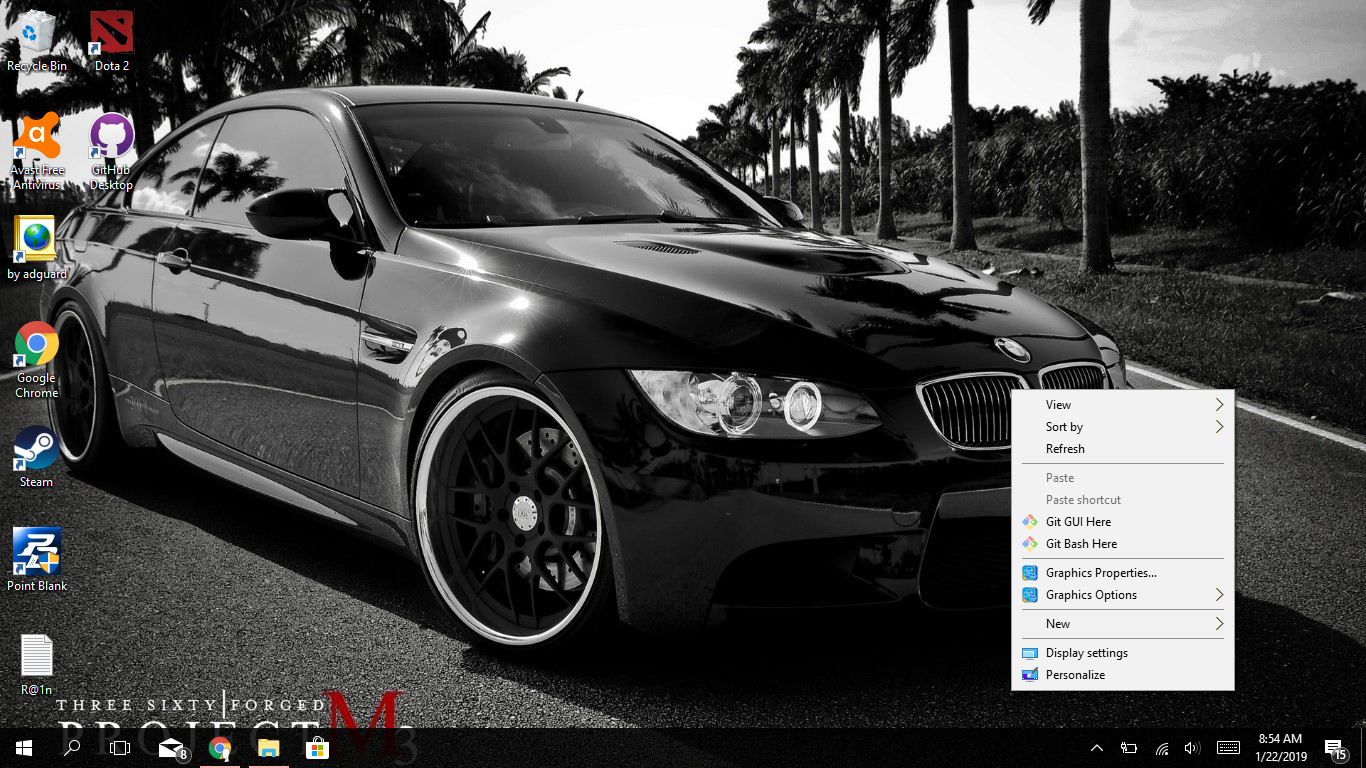 Recycle Bin
Dota 2
Avast Free
Antivirus
GitHub
Desktop
by adguard
Google
Chrome
Steam
Point Blank
R@1n
THREE SIXTY FORGED
PROJECT M3
View
Sort by
Refresh
Paste
Paste shortcut
Git GUI Here
Git Bash Here
Graphics Properties...
Graphics Options
New
Display settings
Personalize
8
8:54 AM
1/22/2019
15